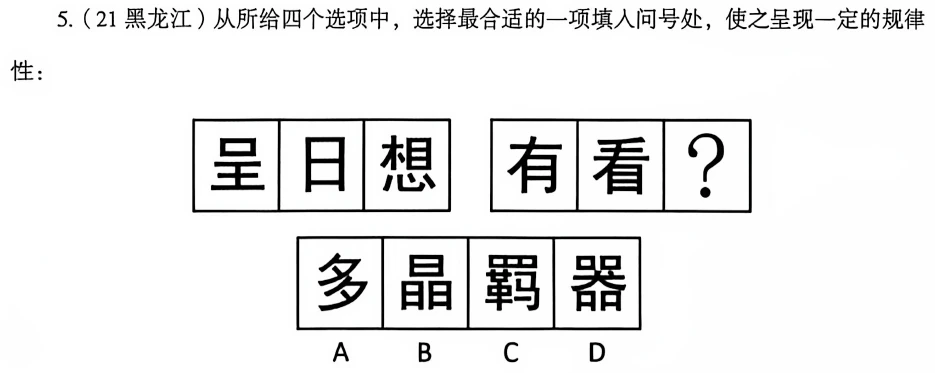 5.（21 黑龙江）从所给四个选项中，选择最合适的一项填入问号处，使之呈现一定的规律
性：
呈 日 想 有 看 ?
多 晶 羁 器
A B C D